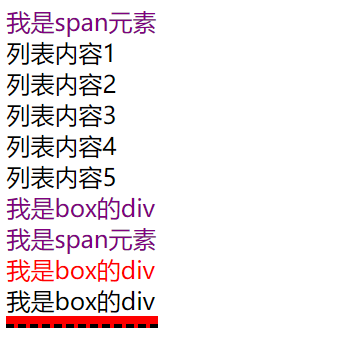 我是span元素
列表内容1
列表内容2
列表内容3
列表内容4
列表内容5
我是box的div
我是span元素
我是box的div
我是box的div